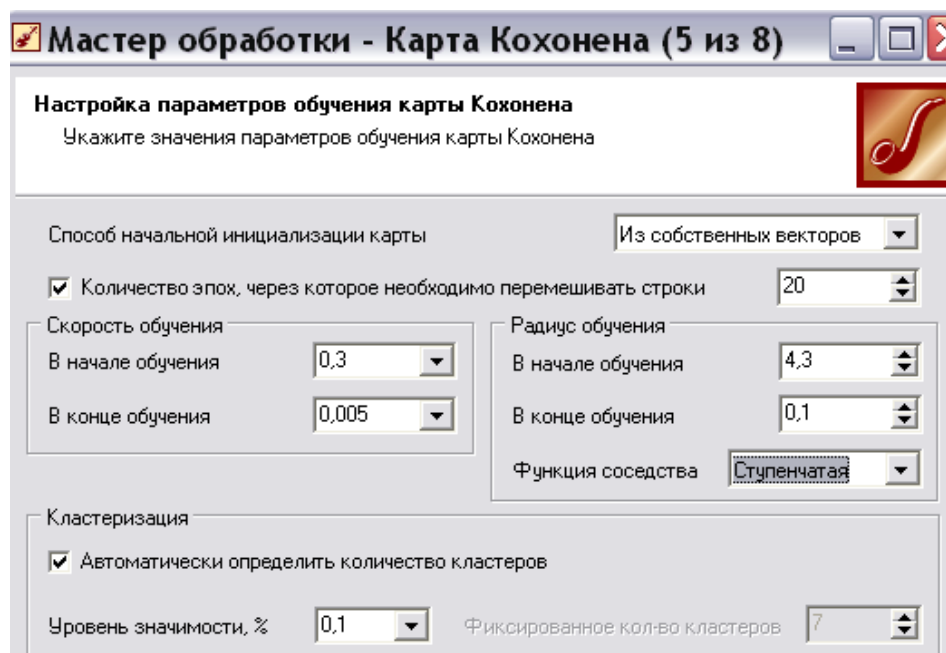 Мастер обработки - Карта Кохонена (5 из 8)
Настройка параметров обучения карты Кохонена
Укажите значения параметров обучения карты Кохонена
Способ начальной инициализации карты Из собственных векторов
Количество эпох, через которое необходимо перемешивать строки 20
Скорость обучения
В начале обучения 0,3
В конце обучения 0,005
Радиус обучения
В начале обучения 4,3
В конце обучения 0,1
Функция соседства Ступенчатая
Кластеризация
Автоматически определить количество кластеров
Уровень значимости, % 0,1 Фиксированное кол-во кластеров 7